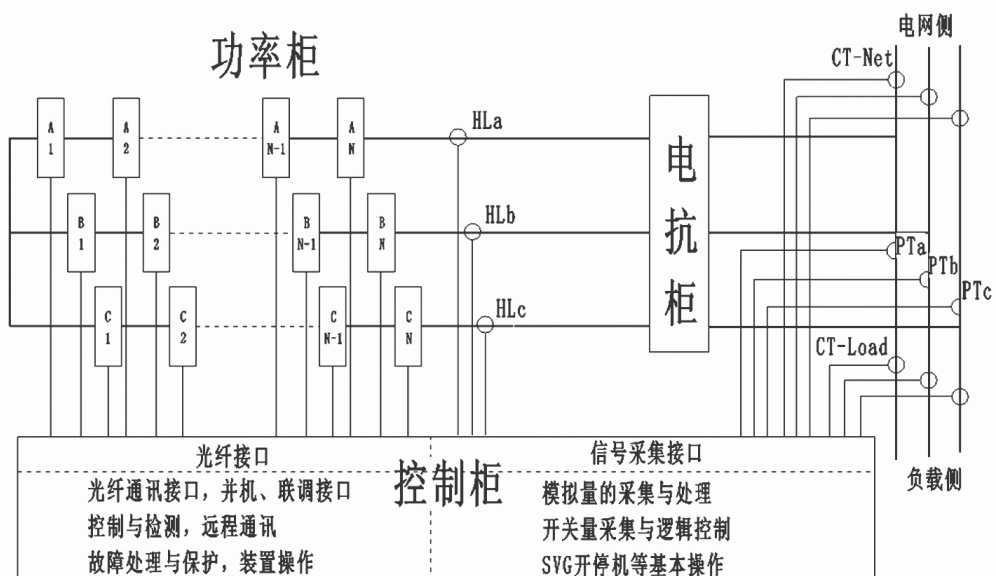 电网侧
功率柜
CT-Net
A 1
A 2
A N-1
A N
HLa
B 1
B 2
B N-1
B N
HLb
电抗柜
PTa
PTb
PTc
C 1
C 2
C N-1
C N
HLc
CT-Load
负载侧
控制柜
光纤接口
光纤通讯接口，并机、联调接口
控制与检测，远程通讯
故障处理与保护，装置操作
信号采集接口
模拟量的采集与处理
开关量采集与逻辑控制
SVG开停机等基本操作